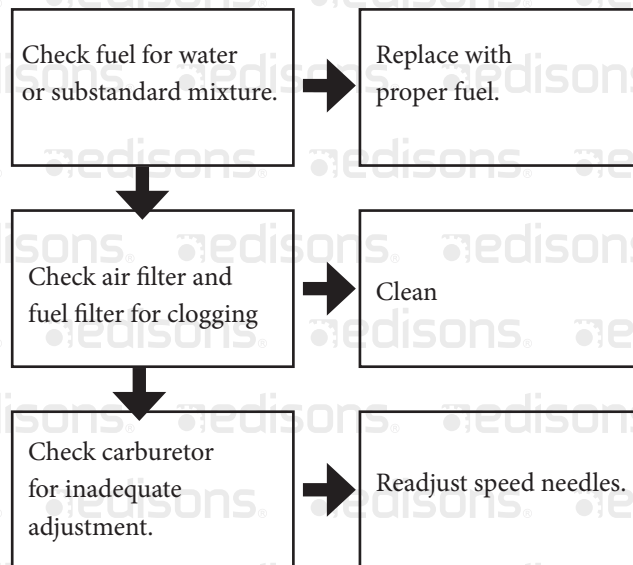 Check fuel for water
or substandard mixture.
Replace with
proper fuel.
Check air filter and
fuel filter for clogging
Clean
Check carburetor
for inadequate
adjustment.
Readjust speed needles.
edisons